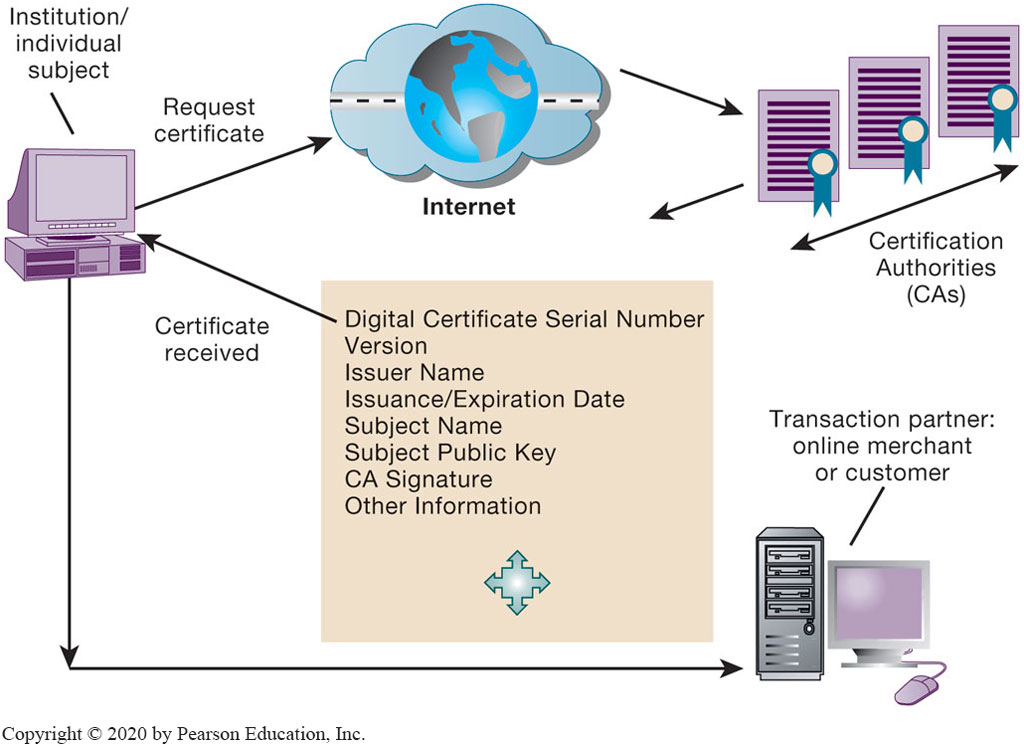 Institution/
individual
subject
Request
certificate
Internet
Certification
Authorities
(CAs)
Certificate
received
Digital Certificate Serial Number
Version
Issuer Name
Issuance/Expiration Date
Subject Name
Subject Public Key
CA Signature
Other Information
Transaction partner:
online merchant
or customer
Copyright © 2020 by Pearson Education, Inc.